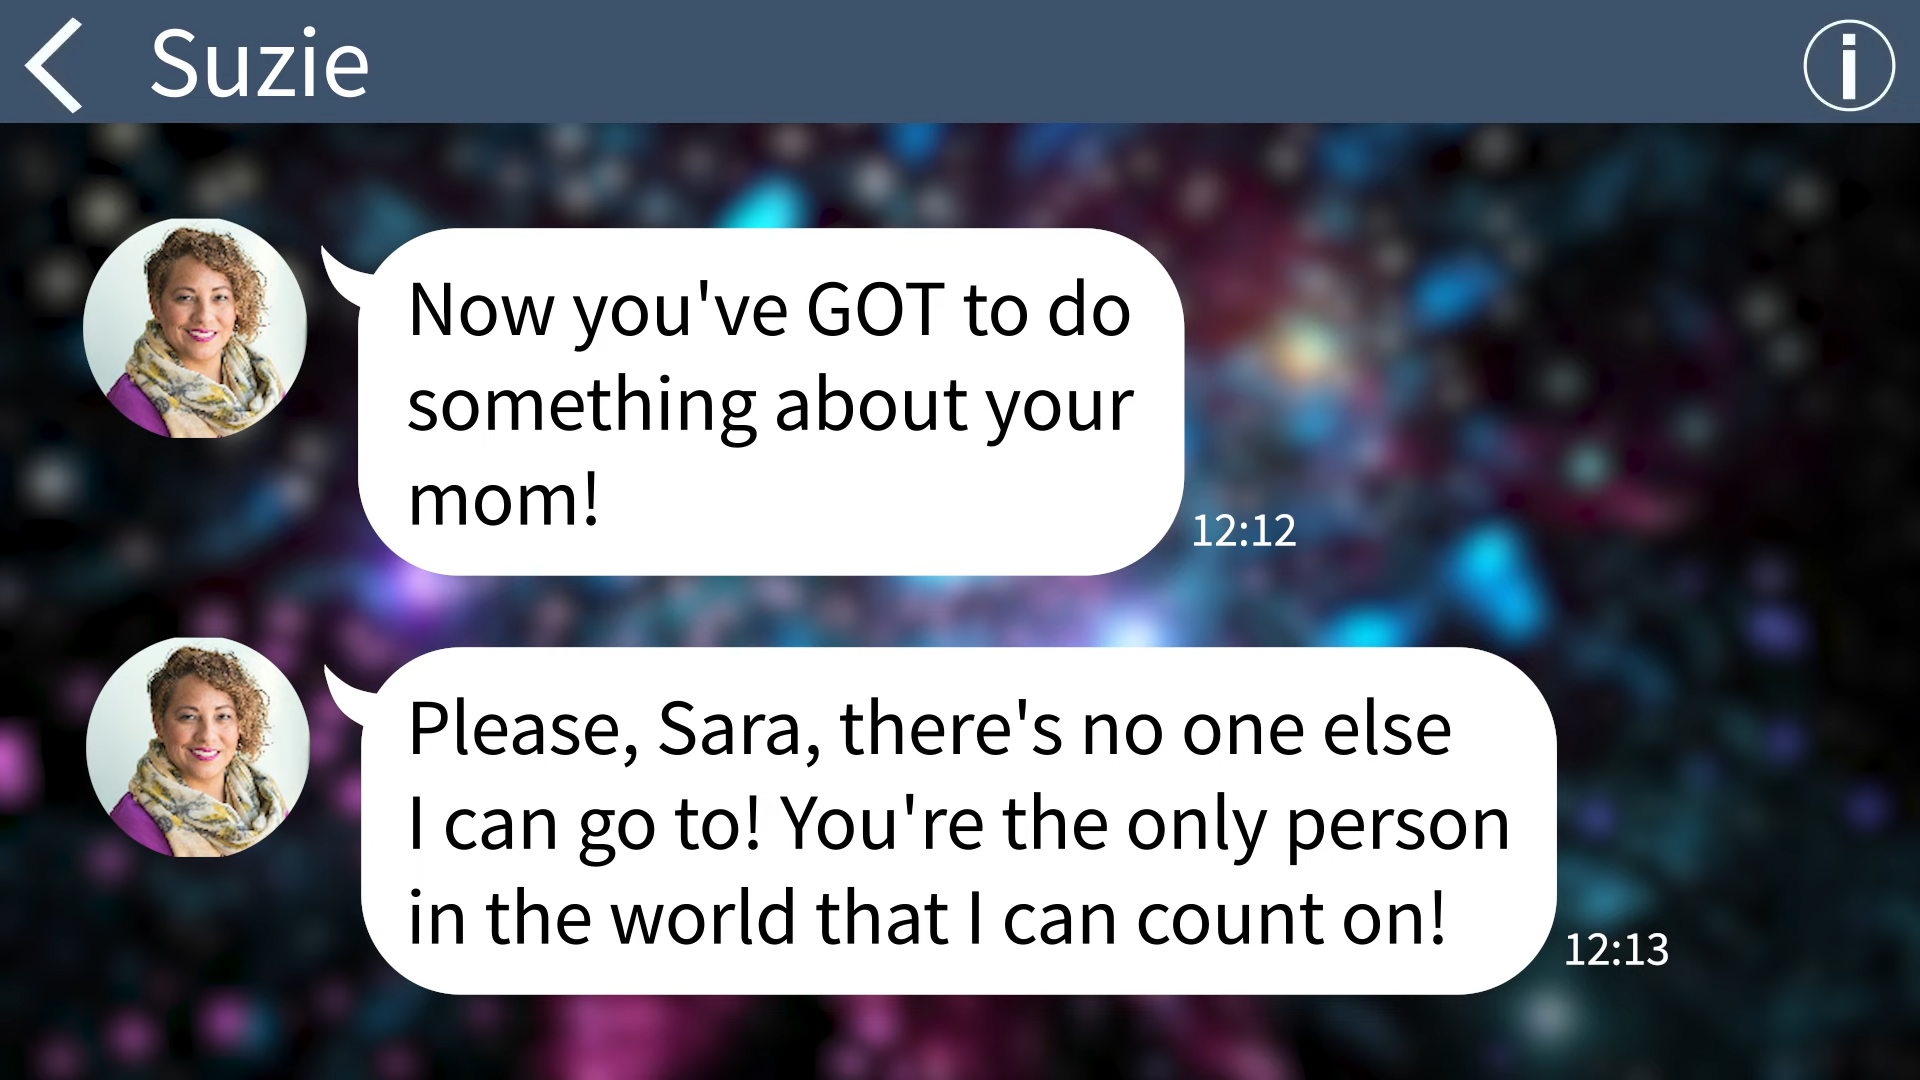 Suzie
Now you've GOT to do
something about your
mom!
12:12
Please, Sara, there's no one else
I can go to! You're the only person
in the world that I can count on!
12:13